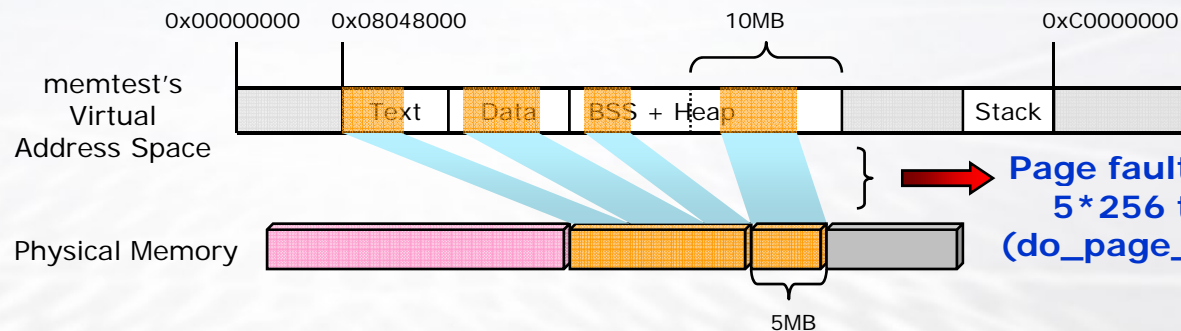 0x00000000 0x08048000 10MB 0xC0000000
memtest's
Virtual
Address Space
Text Data BSS + Heap Stack
Page fault
5*256 t
(do_page_
Physical Memory
5MB